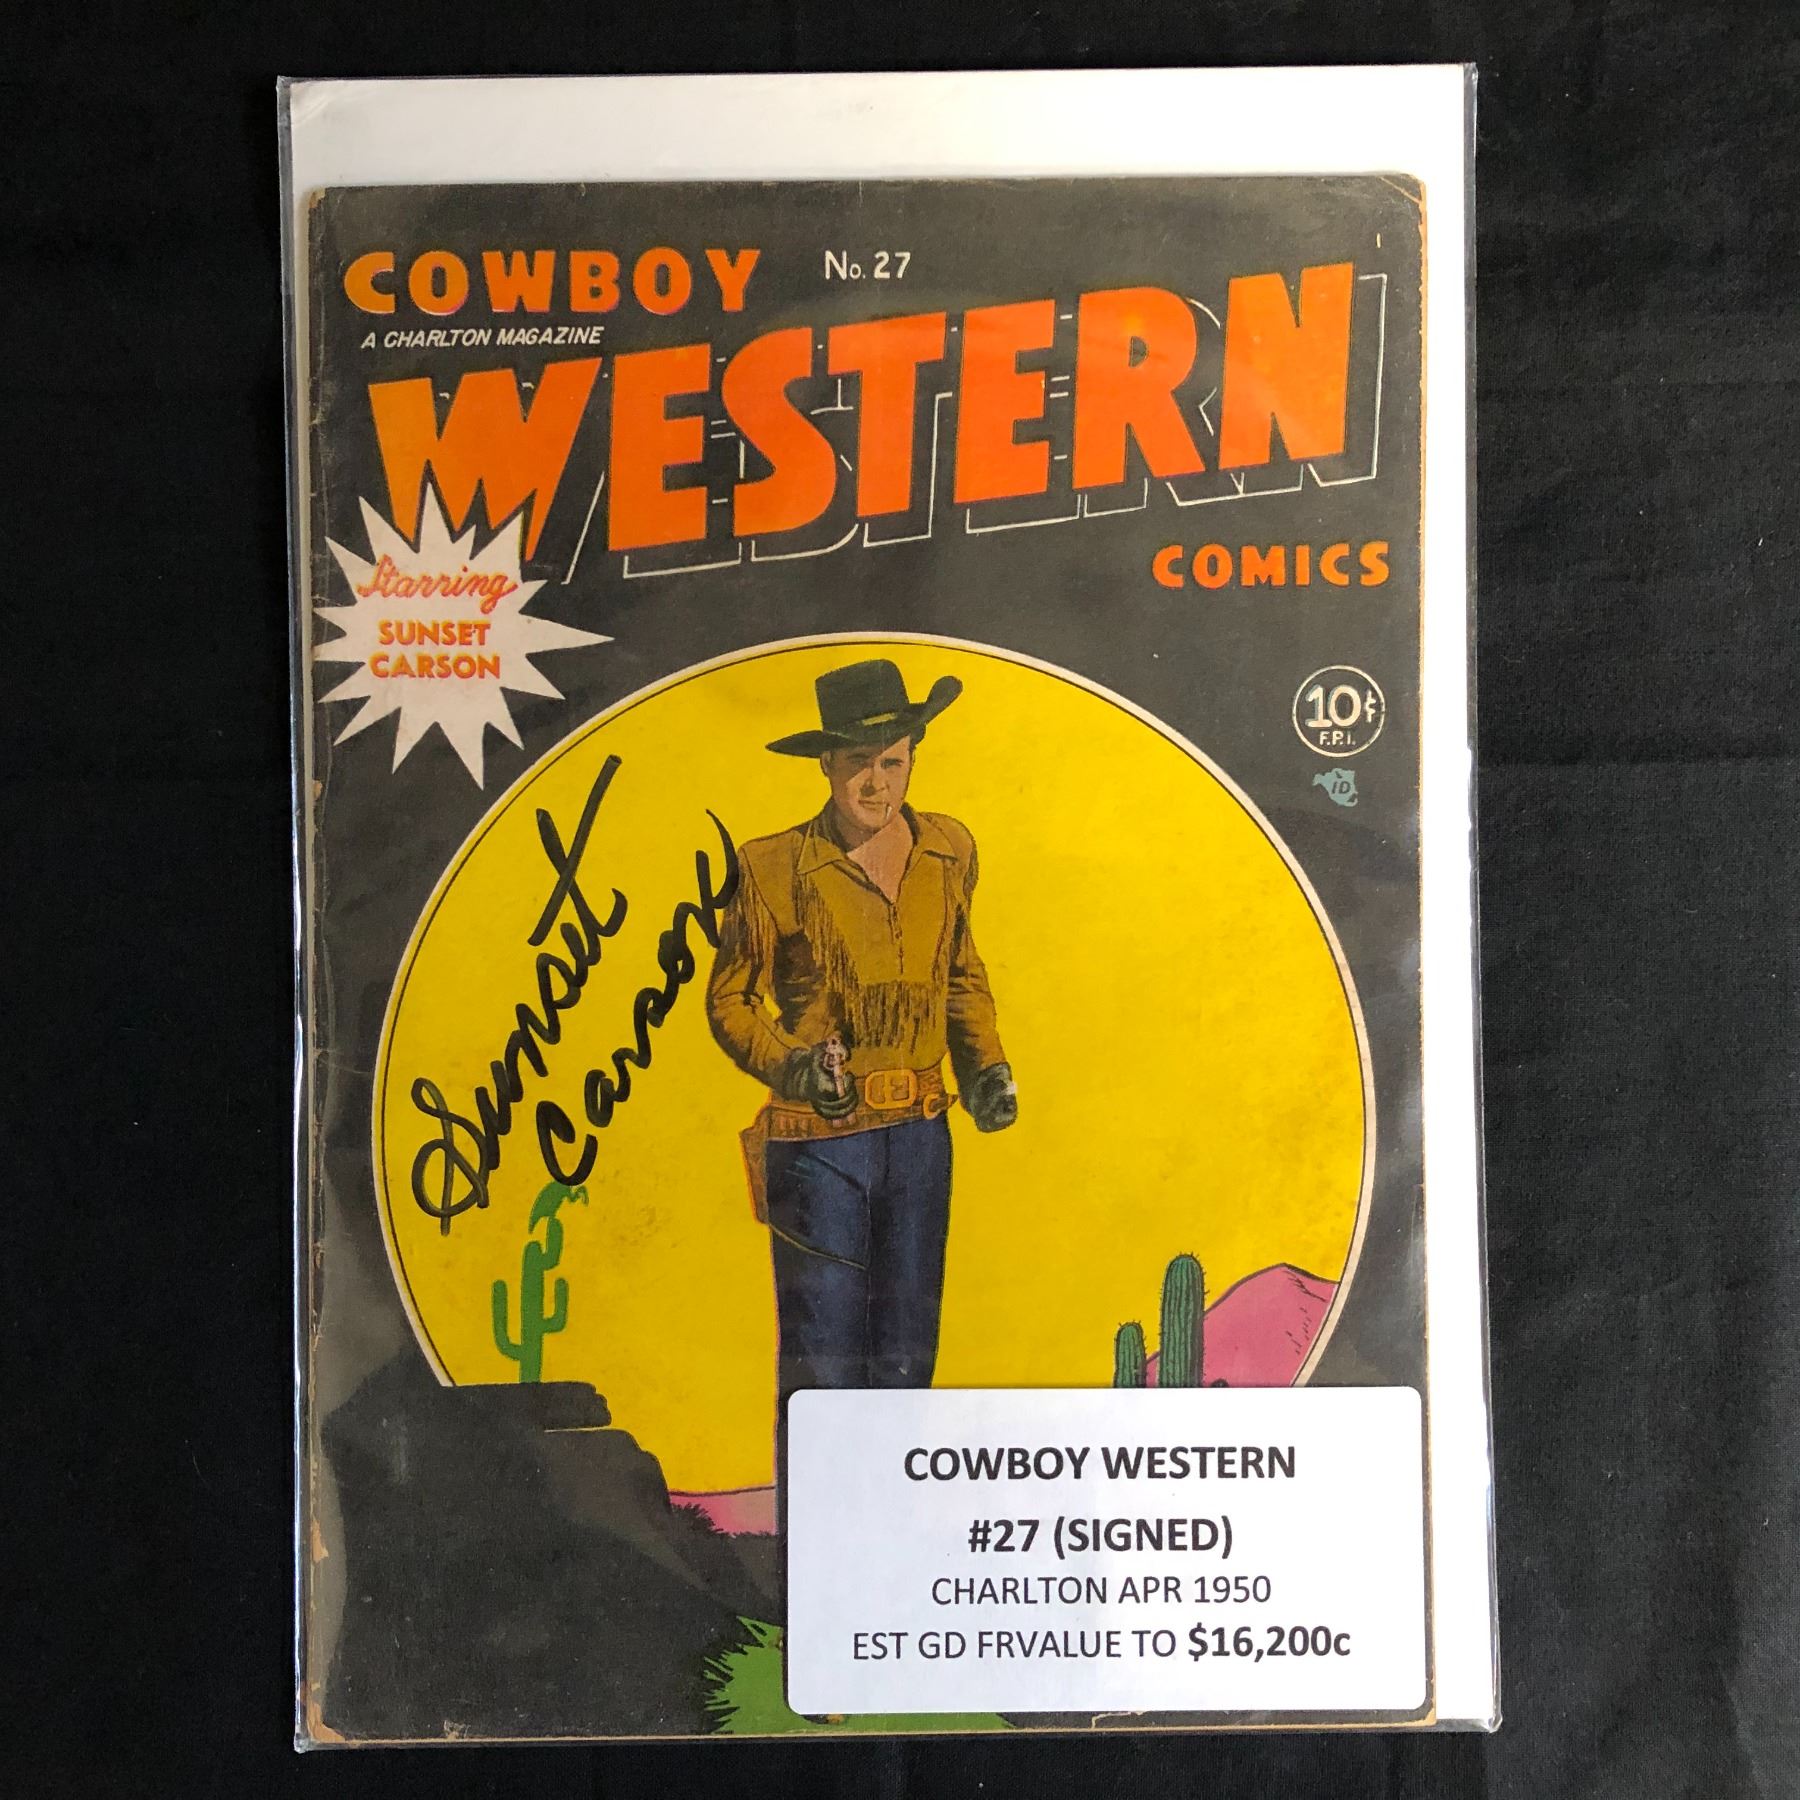 COWBOY No. 27
A CHARLTON MAGAZINE
WESTERN
COMICS
Starring
SUNSET
CARSON
10¢
F.P.I.
ID
Sunset
Carson
COWBOY WESTERN
#27 (SIGNED)
CHARLTON APR 1950
EST GD FRVALUE TO $16,200c